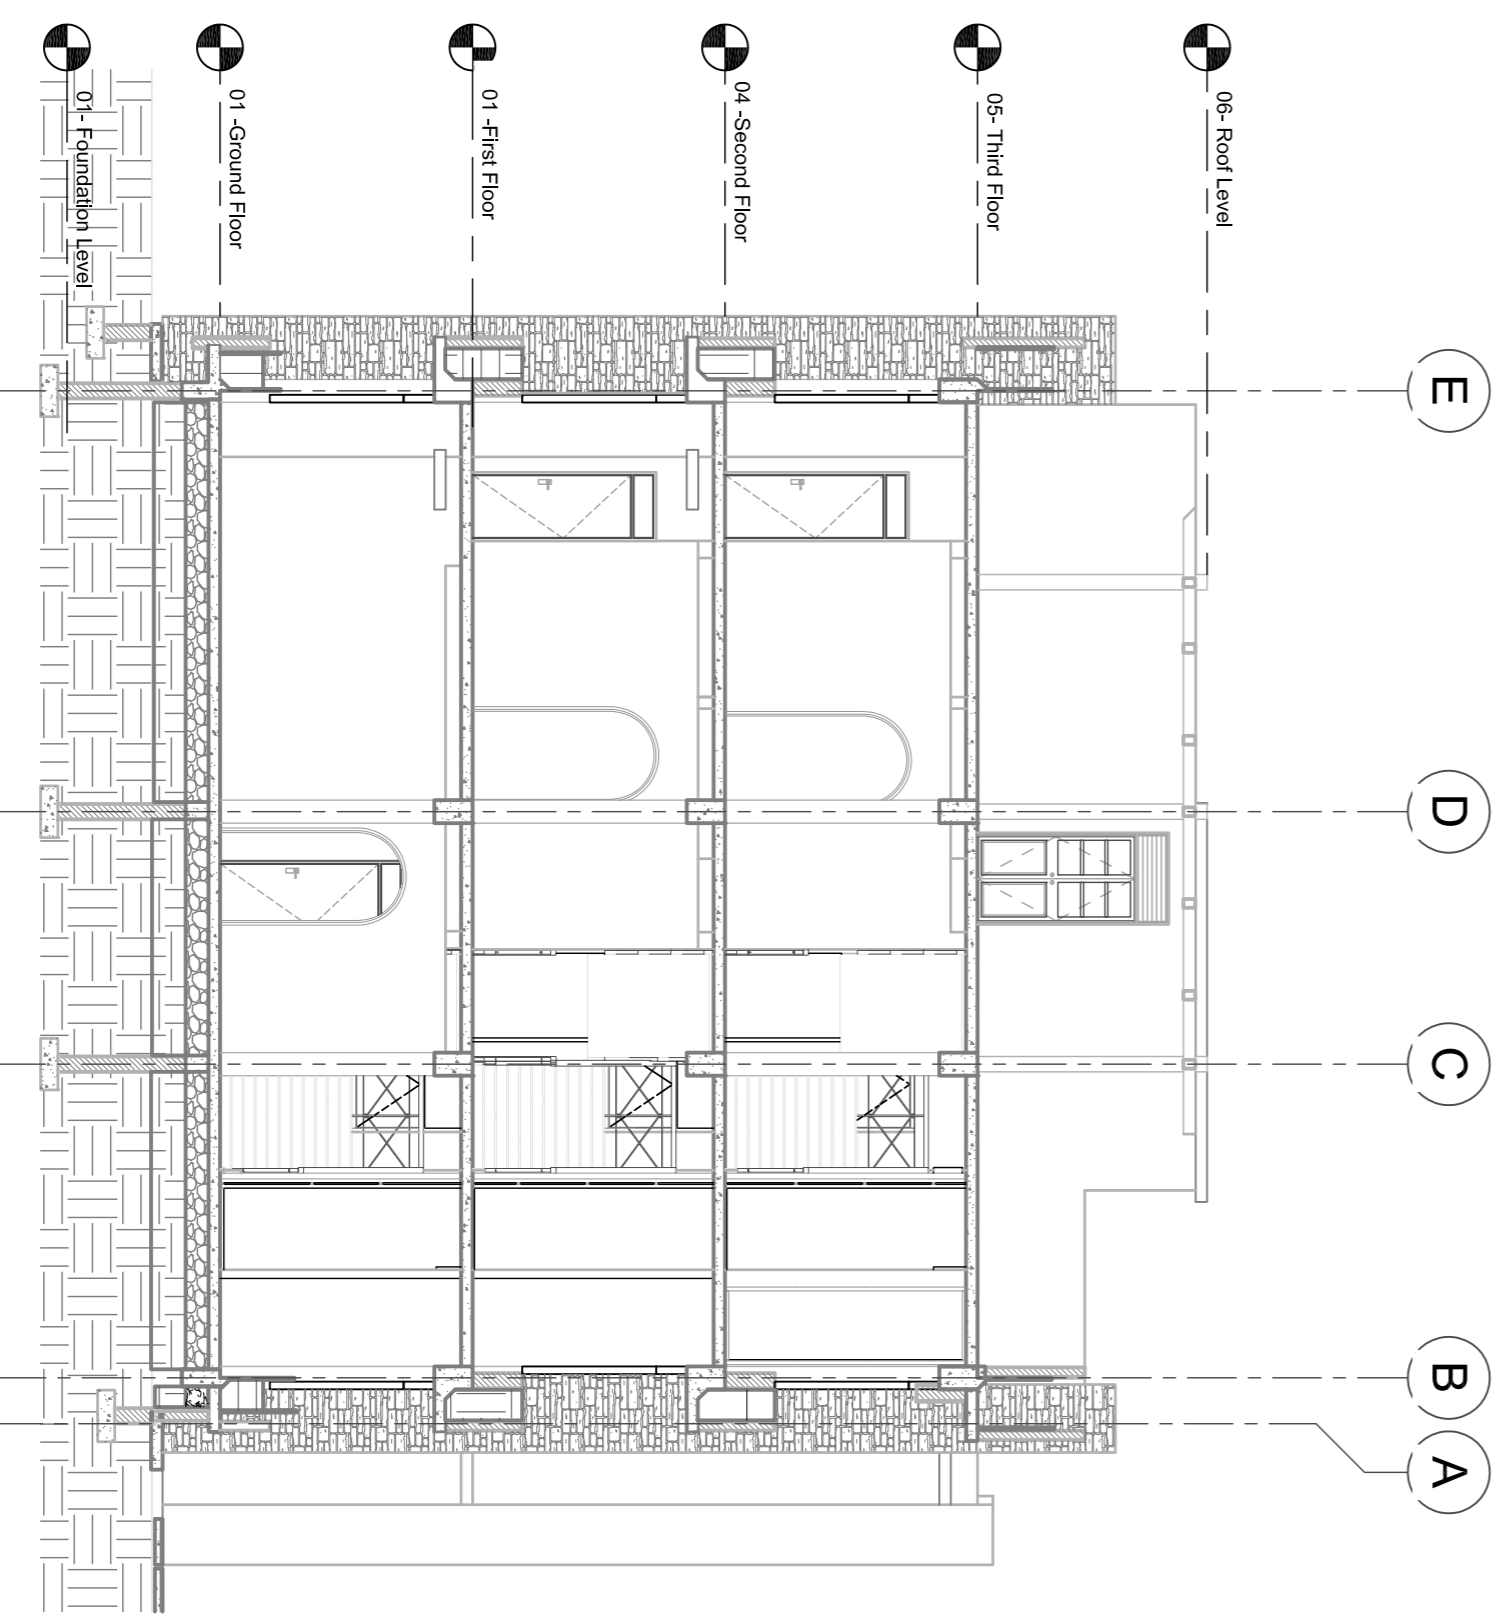 E
D
C
B
A
06- Roof Level
05- Third Floor
04 -Second Floor
01 -First Floor
01 -Ground Floor
01- Foundation Level